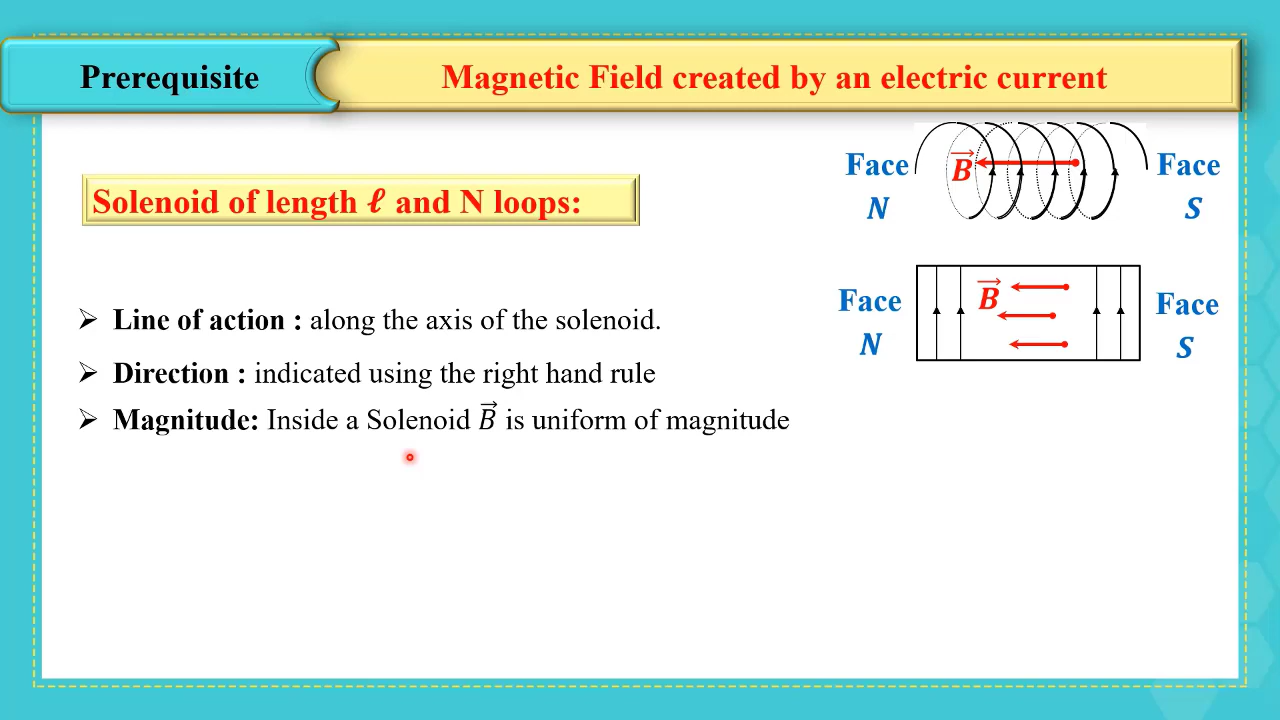 Prerequisite
Magnetic Field created by an electric current
Solenoid of length ℓ and N loops:
Face N
B⃗
Face S
Face N
B⃗
Face S
➢ Line of action : along the axis of the solenoid.
➢ Direction : indicated using the right hand rule
➢ Magnitude: Inside a Solenoid B⃗ is uniform of magnitude